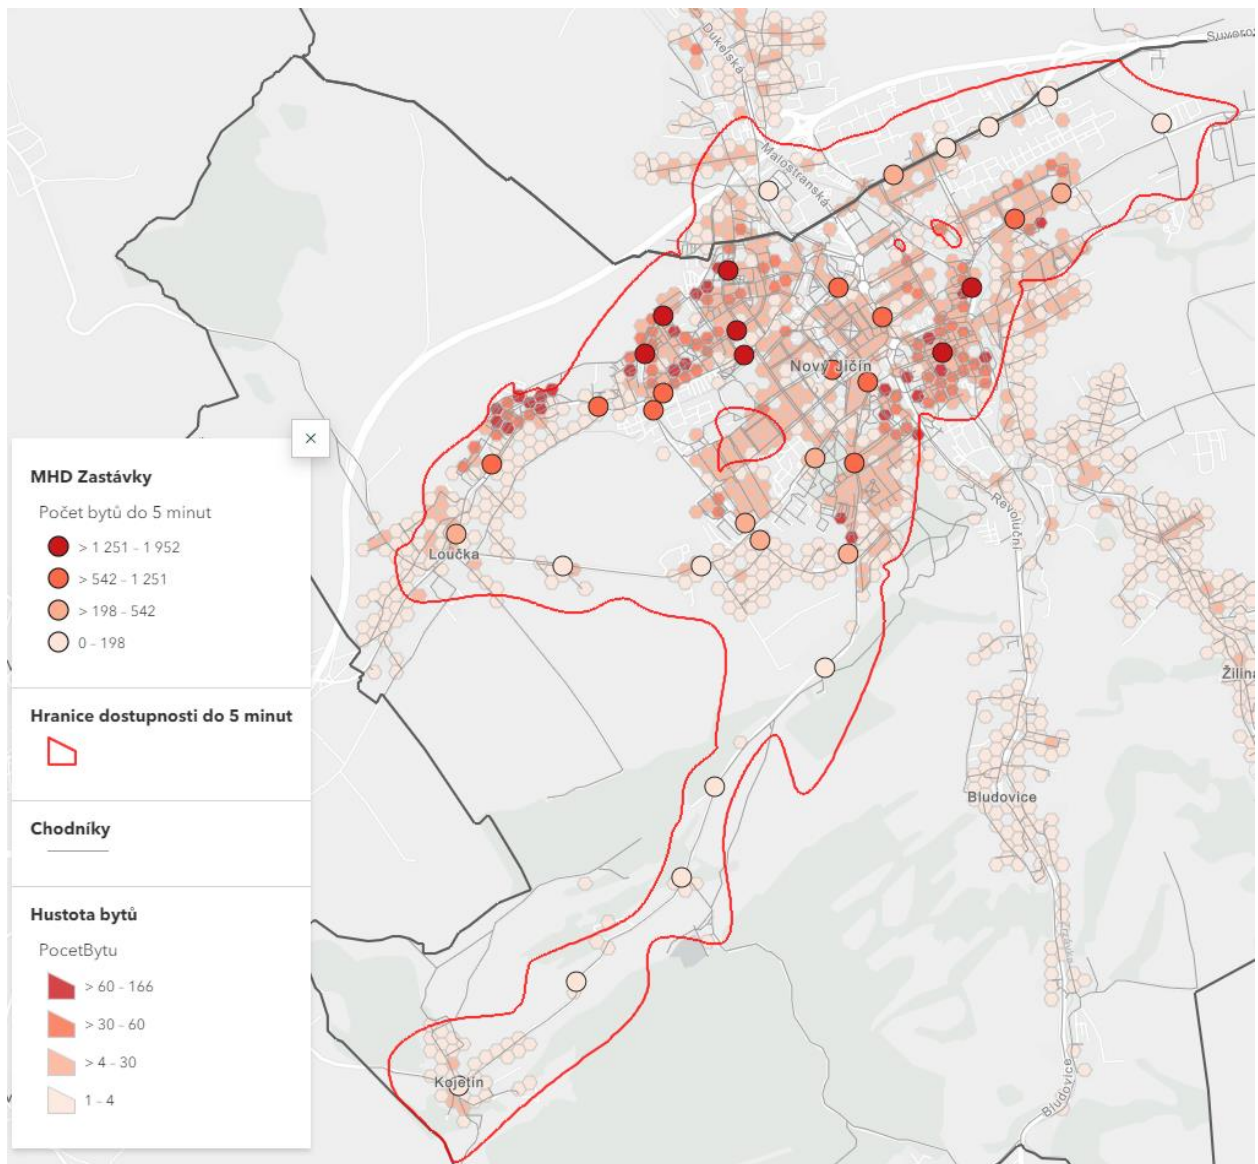 Dukelská
Suvorov
Malostranská
Nový Jičín
×
MHD Zastávky
Počet bytů do 5 minut
> 1 251 - 1 952
> 542 - 1 251
> 198 - 542
0 - 198
Hranice dostupnosti do 5 minut
Chodníky
Hustota bytů
PocetBytu
> 60 - 166
> 30 - 60
> 4 - 30
1 - 4
Loučka
Revoluční
Žilina
Bludovice
Kojetín
Bludovice